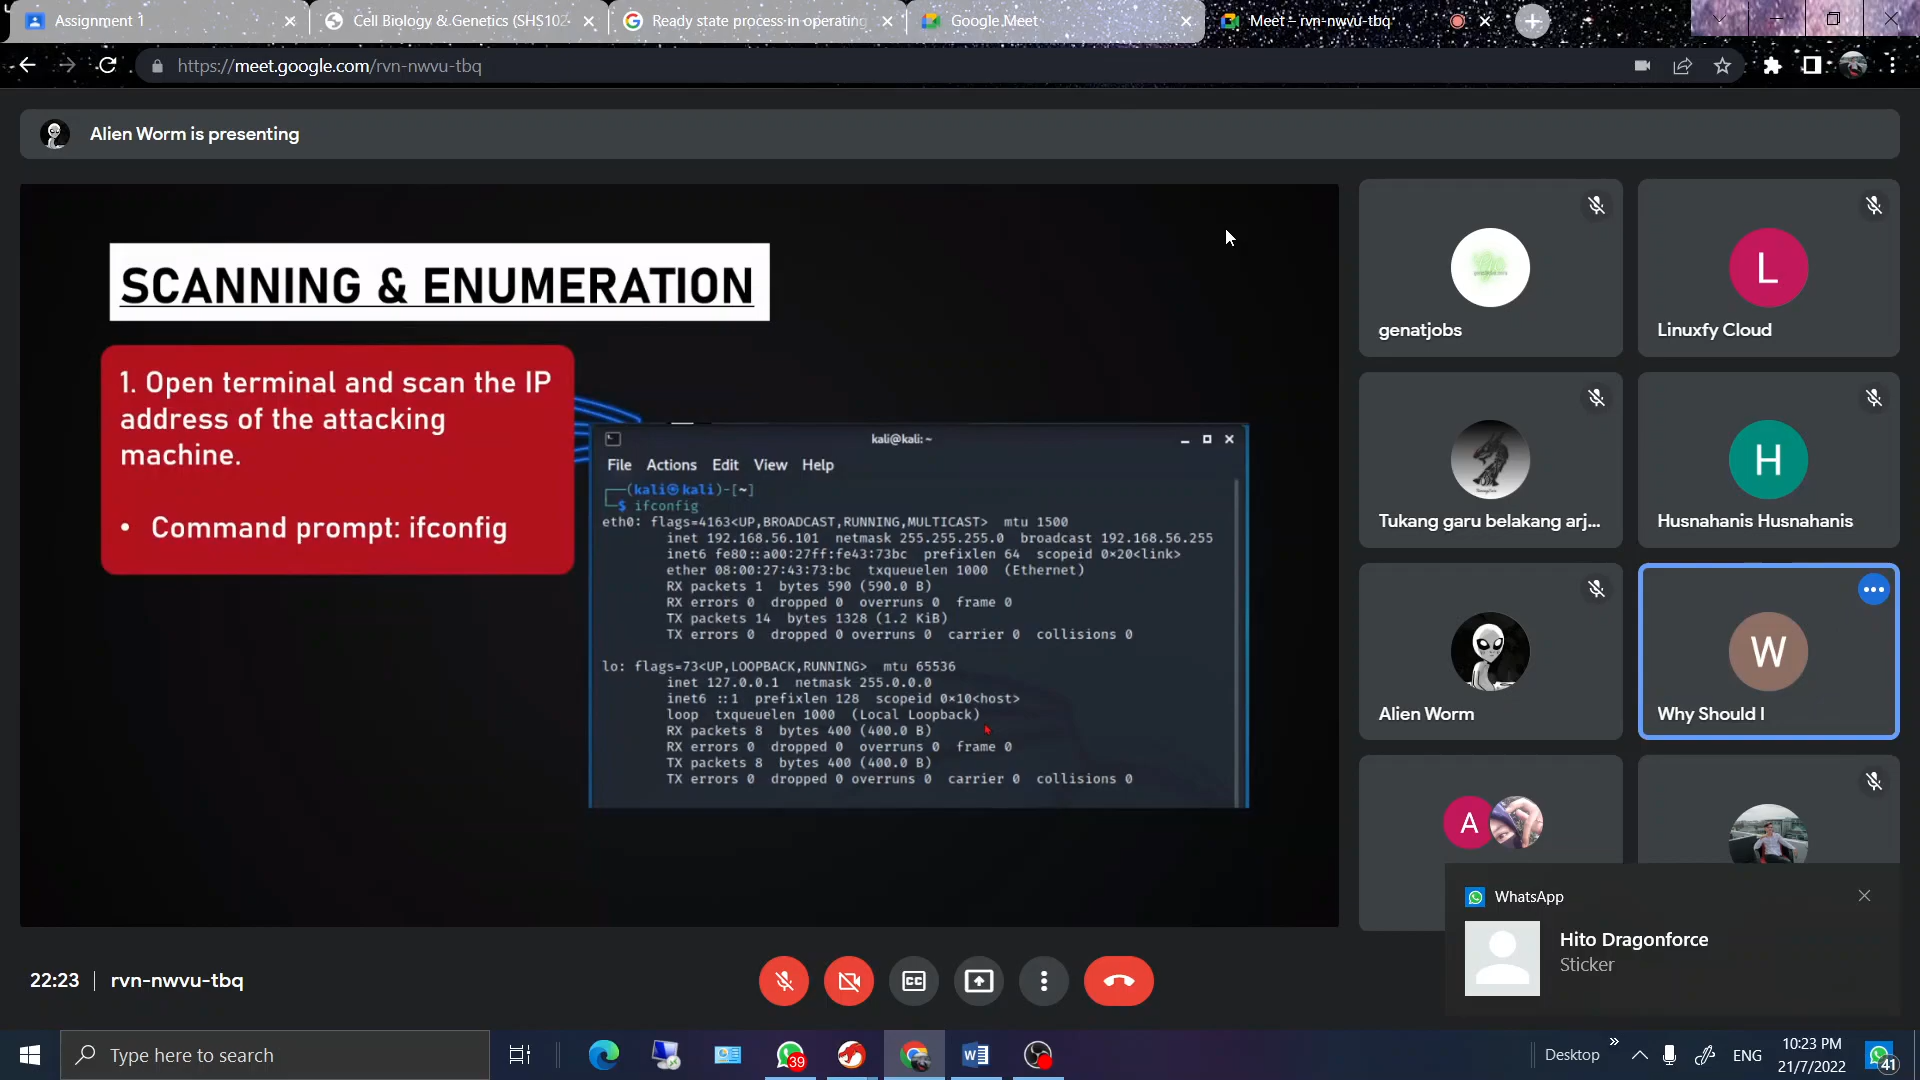 Assignment 1
Cell Biology & Genetics (SHS102-
Ready state process in operating
Google Meet
Meet – rvn-nwvu-tbq
https://meet.google.com/rvn-nwvu-tbq
Alien Worm is presenting
SCANNING & ENUMERATION
1. Open terminal and scan the IP
address of the attacking
machine.
• Command prompt: ifconfig
kali@kali: ~
File Actions Edit View Help
┌──(kali㉿kali)-[~]
└─$ ifconfig
eth0: flags=4163<UP,BROADCAST,RUNNING,MULTICAST>  mtu 1500
inet 192.168.56.101  netmask 255.255.255.0  broadcast 192.168.56.255
inet6 fe80::a00:27ff:fe43:73bc  prefixlen 64  scopeid 0×20<link>
ether 08:00:27:43:73:bc  txqueuelen 1000  (Ethernet)
RX packets 1  bytes 590 (590.0 B)
RX errors 0  dropped 0  overruns 0  frame 0
TX packets 14  bytes 1328 (1.2 KiB)
TX errors 0  dropped 0 overruns 0  carrier 0  collisions 0
lo: flags=73<UP,LOOPBACK,RUNNING>  mtu 65536
inet 127.0.0.1  netmask 255.0.0.0
inet6 ::1  prefixlen 128  scopeid 0×10<host>
loop  txqueuelen 1000  (Local Loopback)
RX packets 8  bytes 400 (400.0 B)
RX errors 0  dropped 0  overruns 0  frame 0
TX packets 8  bytes 400 (400.0 B)
TX errors 0  dropped 0 overruns 0  carrier 0  collisions 0
genatjobs
L
Linuxfy Cloud
Tukang garu belakang arj...
H
Husnahanis Husnahanis
Alien Worm
W
Why Should I
A
WhatsApp
Hito Dragonforce
Sticker
22:23 | rvn-nwvu-tbq
CC
Type here to search
39
Desktop
ENG
10:23 PM
21/7/2022
41